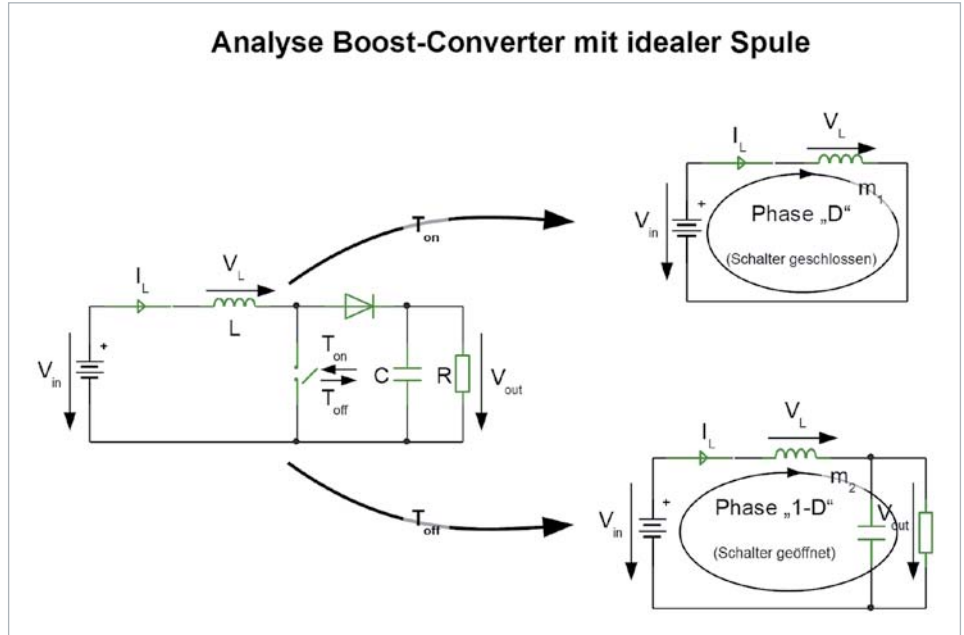 Analyse Boost-Converter mit idealer Spule
I_L
V_L
V_in
+
L
T_on
T_off
C
R
V_out
T_on
I_L
V_L
V_in
+
m_1
Phase „D“
(Schalter geschlossen)
T_off
I_L
V_L
V_in
+
m_2
Phase „1-D“
V_out
(Schalter geöffnet)